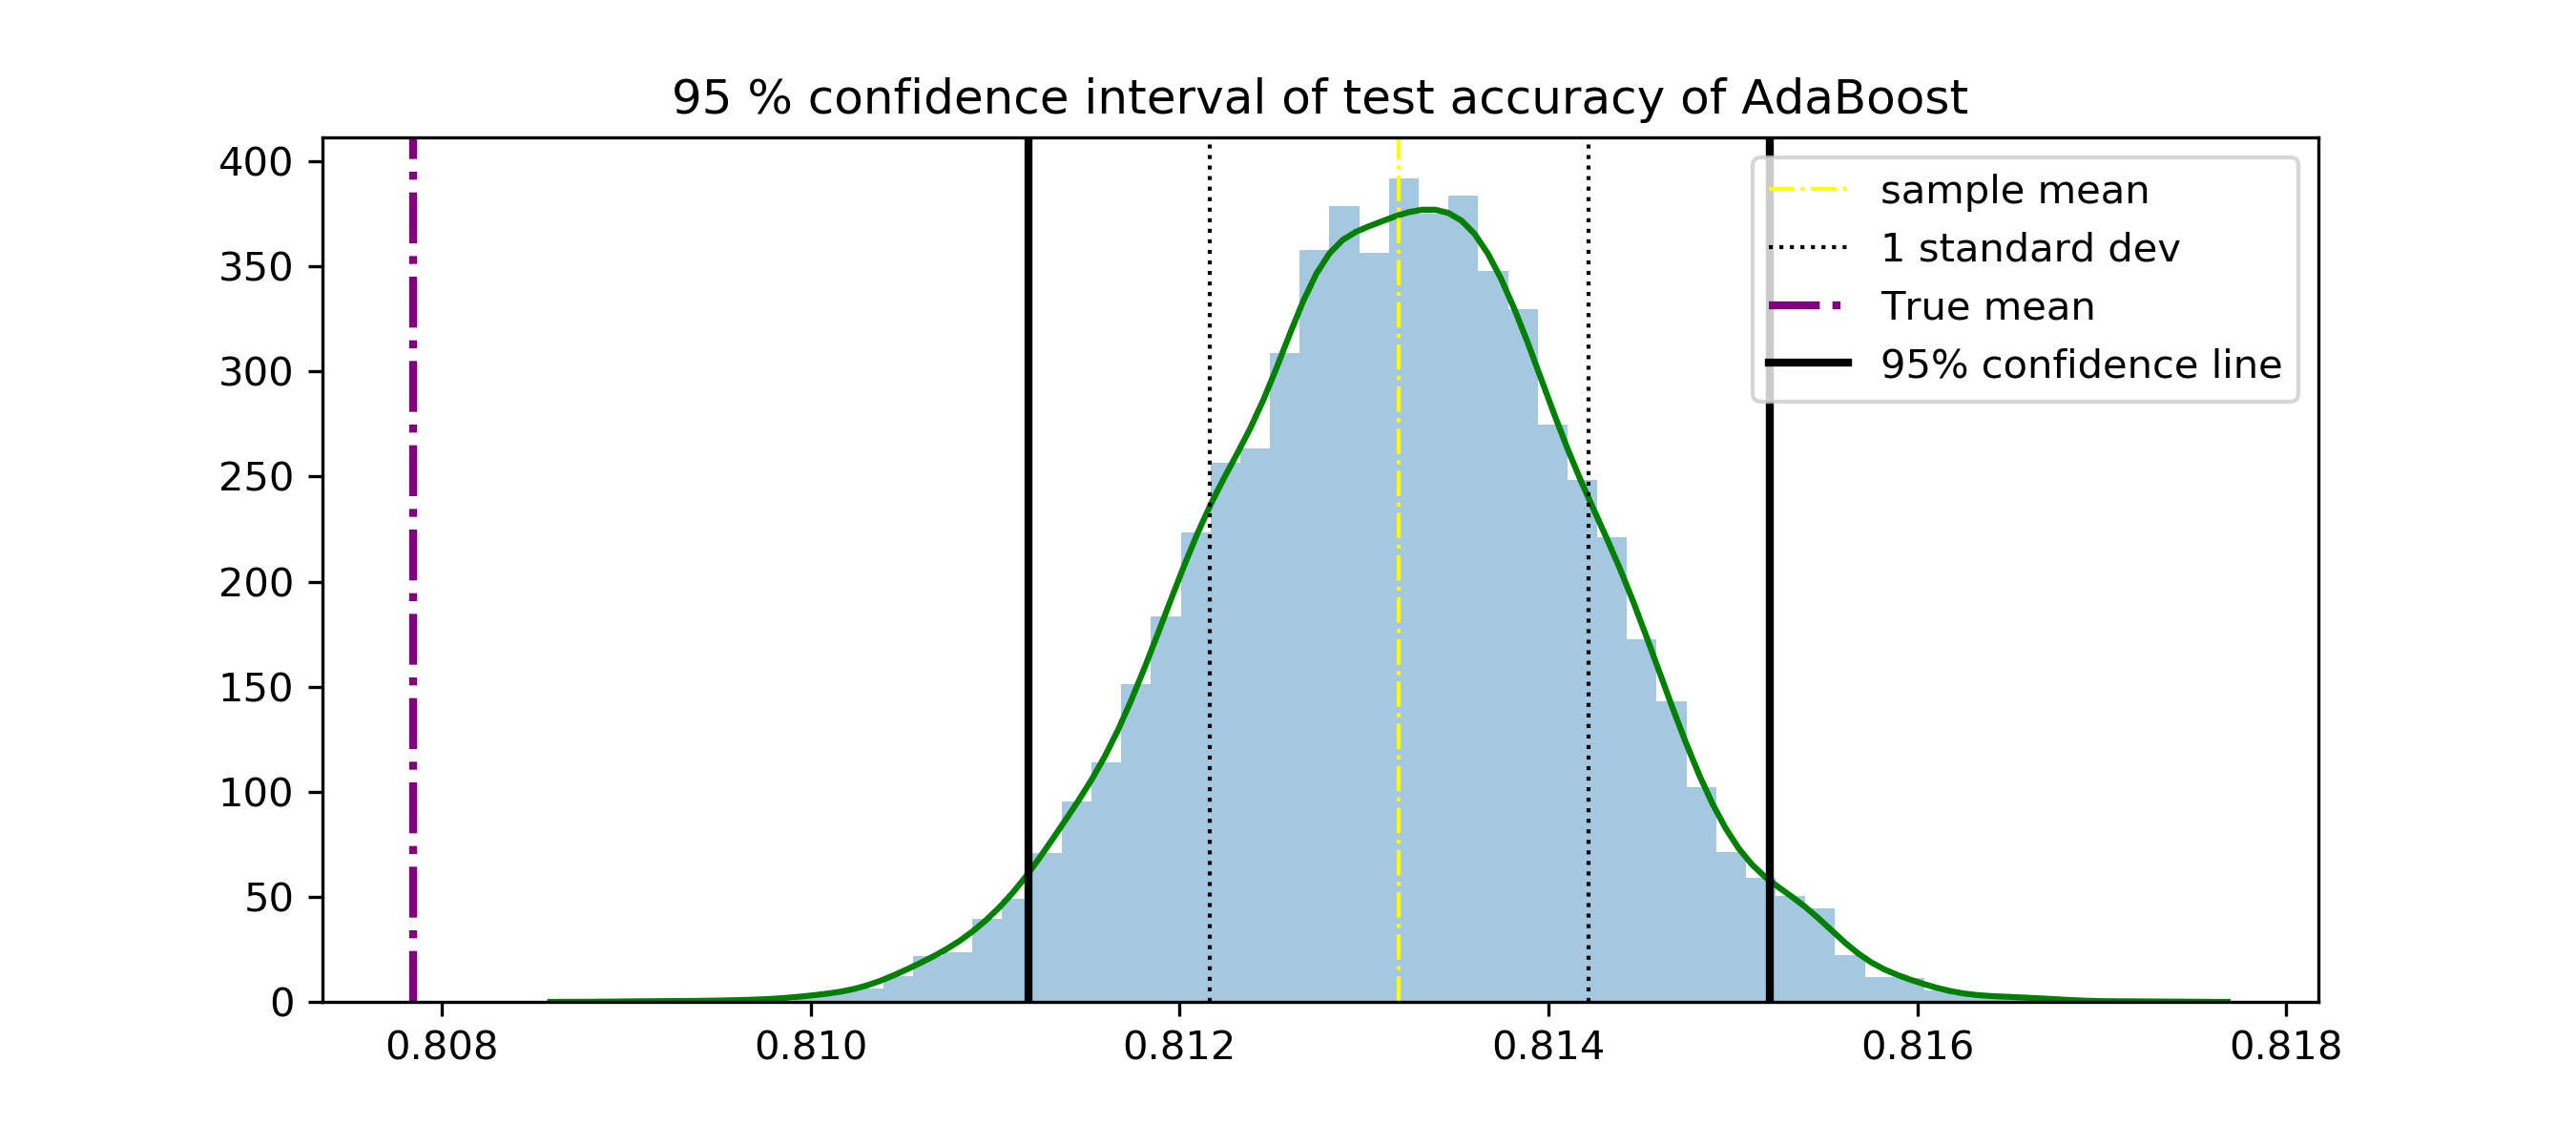 95 % confidence interval of test accuracy of AdaBoost
400
350
300
250
200
150
100
50
0
sample mean
1 standard dev
True mean
95% confidence line
0.808 0.810 0.812 0.814 0.816 0.818